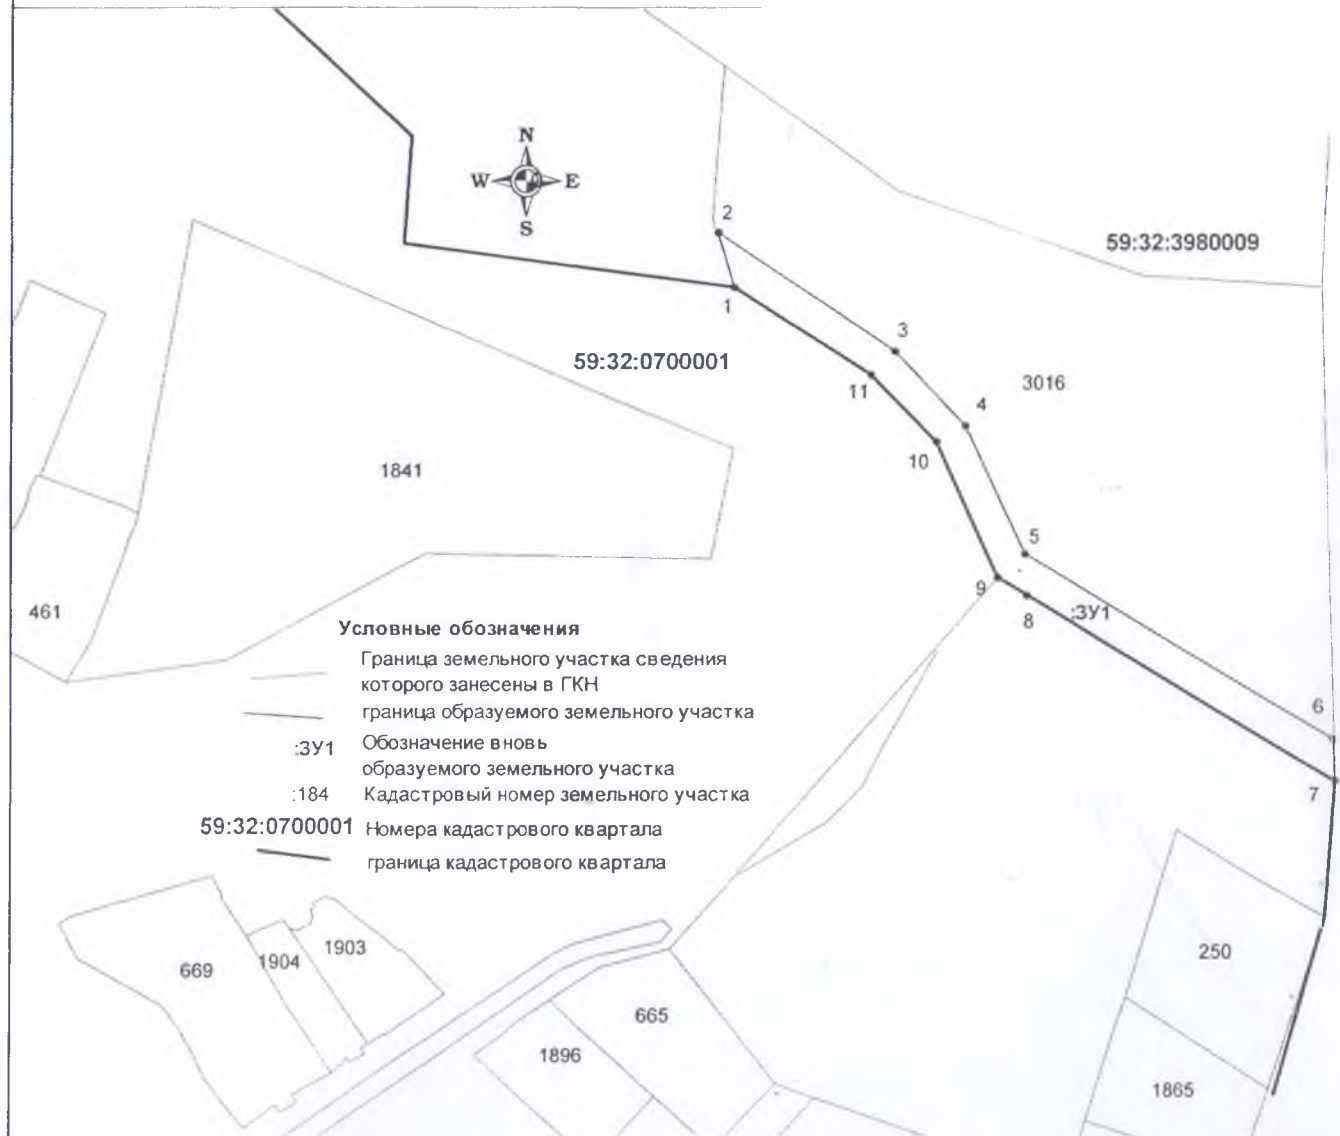 N
W E
S
2
59:32:3980009
1
3
59:32:0700001
3016
11
4
10
1841
5
9
461
8
:ЗУ1
Условные обозначения
Граница земельного участка сведения
которого занесены в ГКН
граница образуемого земельного участка
6
:ЗУ1 Обозначение вновь
образуемого земельного участка
7
:184 Кадастровый номер земельного участка
59:32:0700001 Номера кадастрового квартала
граница кадастрового квартала
1903
250
1904
669
665
1896
1865